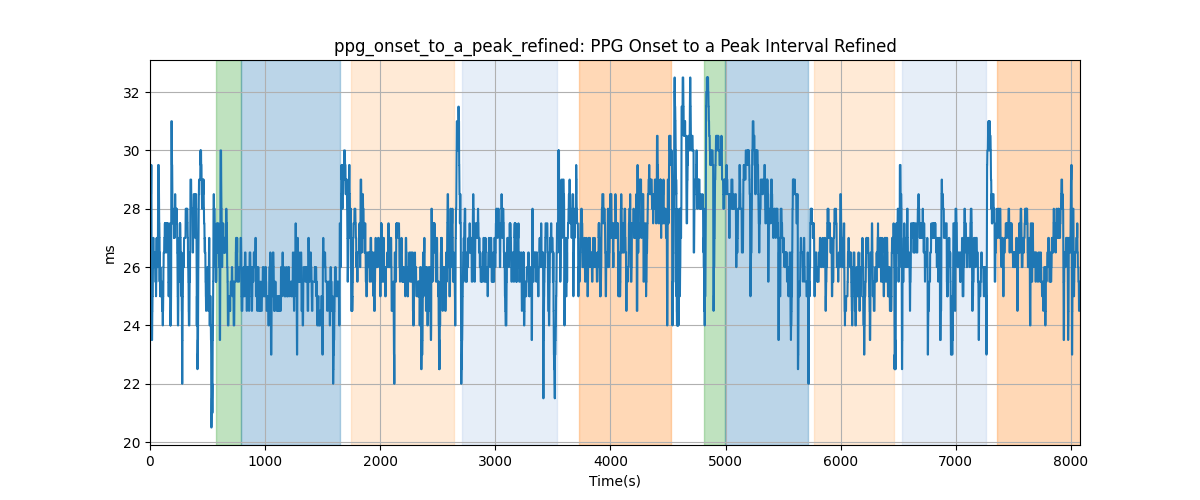 ppg_onset_to_a_peak_refined: PPG Onset to a Peak Interval Refined
32
30
28
26
24
22
20
ms
0 1000 2000 3000 4000 5000 6000 7000 8000
Time(s)